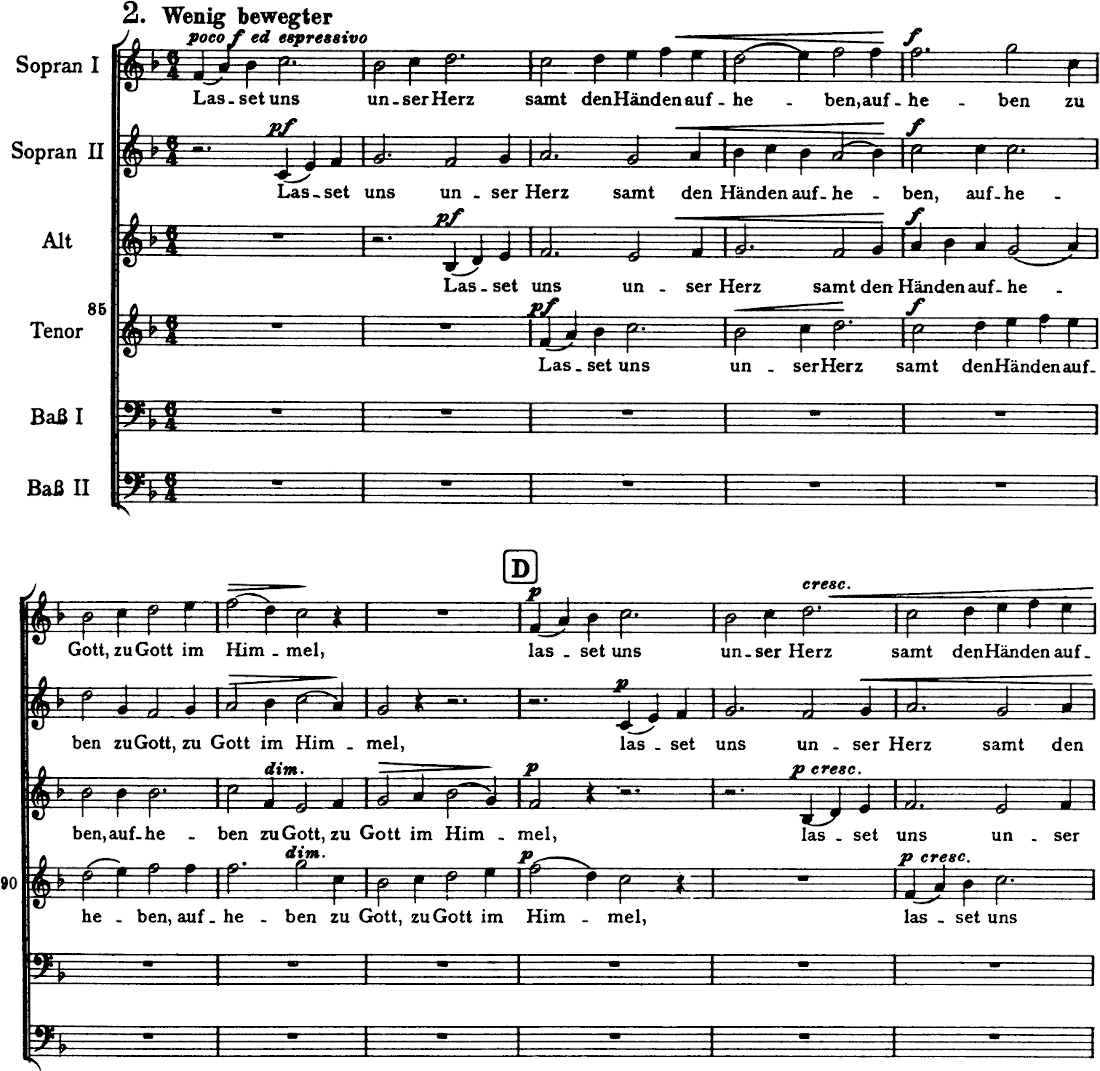 2. Wenig bewegter
poco f ed espressivo
Sopran I
f
Las - set uns un - ser Herz samt den Händen auf - he - ben, auf - he - ben zu
Sopran II
pf f
Las - set uns un - ser Herz samt den Händen auf - he - ben, auf - he -
Alt
pf f
Las - set uns un - ser Herz samt den Händen auf - he -
85
Tenor
pf f
Las - set uns un - ser Herz samt den Händen auf -
Baß I
Baß II
D
p cresc.
Gott, zu Gott im Him - mel, las - set uns un - ser Herz samt den Händen auf -
p
ben zu Gott, zu Gott im Him - mel, las - set uns un - ser Herz samt den
dim. p p cresc.
ben, auf - he - ben zu Gott, zu Gott im Him - mel, las - set uns un - ser
90
dim. p p cresc.
he - ben, auf - he - ben zu Gott, zu Gott im Him - mel, las - set uns